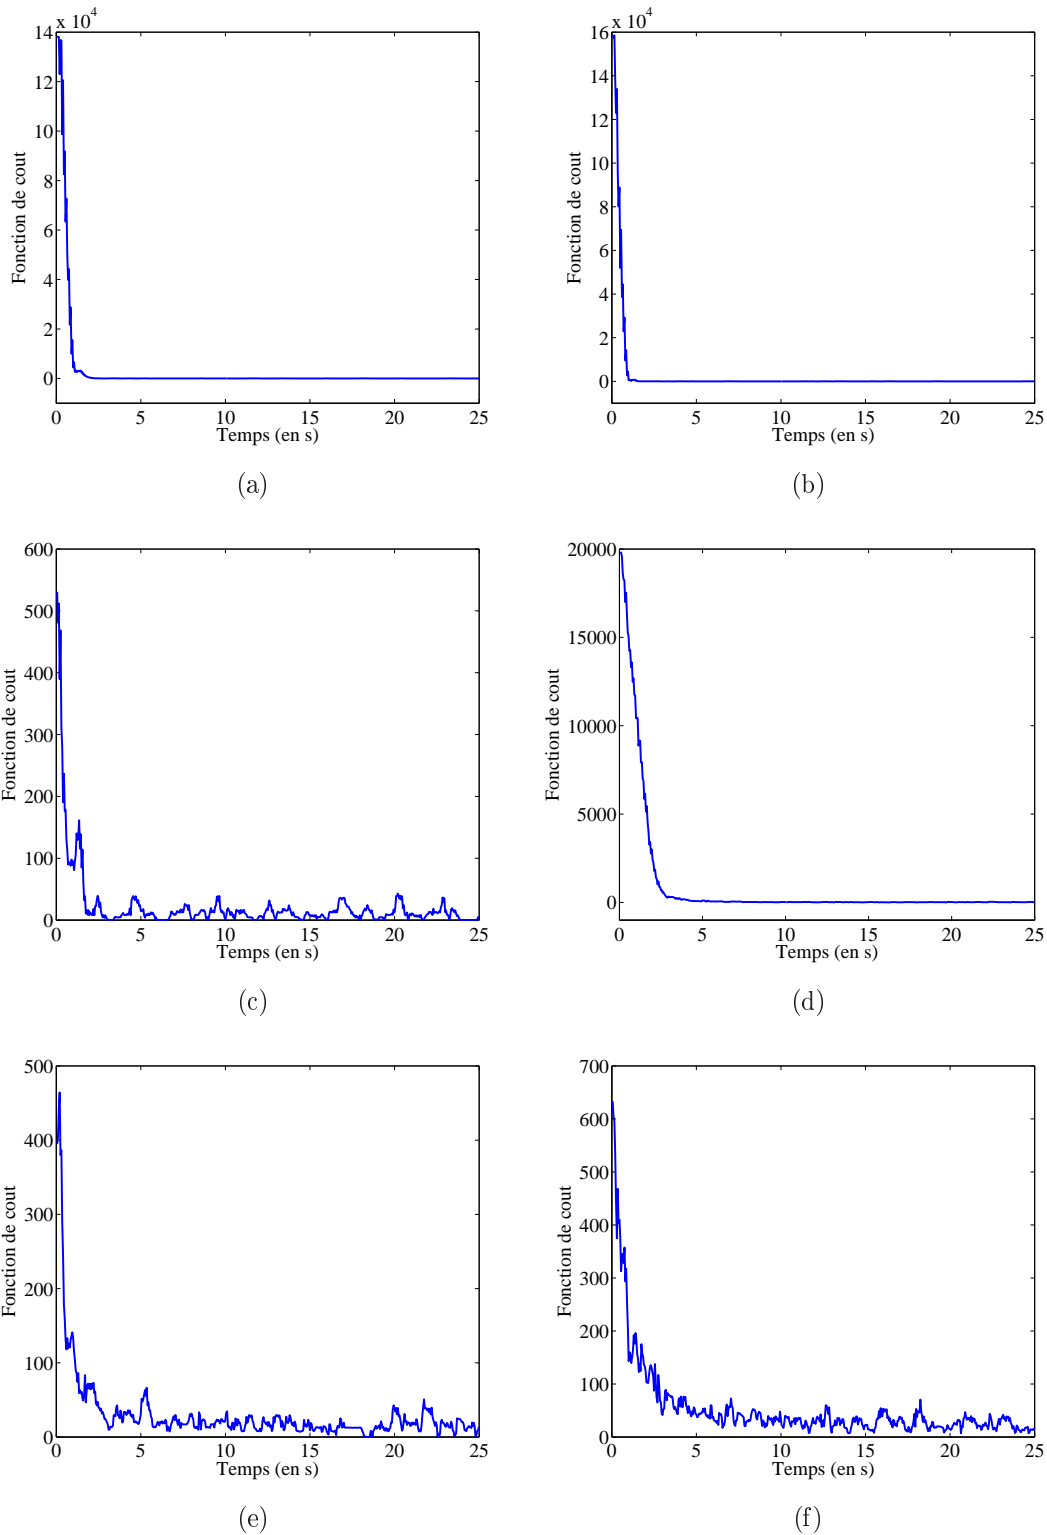 x 10^4
14
12
10
8
6
4
2
0
0 5 10 15 20 25
Fonction de cout
Temps (en s)
(a)
x 10^4
16
14
12
10
8
6
4
2
0
0 5 10 15 20 25
Fonction de cout
Temps (en s)
(b)
600
500
400
300
200
100
0
0 5 10 15 20 25
Fonction de cout
Temps (en s)
(c)
20000
15000
10000
5000
0
0 5 10 15 20 25
Fonction de cout
Temps (en s)
(d)
500
400
300
200
100
0
0 5 10 15 20 25
Fonction de cout
Temps (en s)
(e)
700
600
500
400
300
200
100
0
0 5 10 15 20 25
Fonction de cout
Temps (en s)
(f)